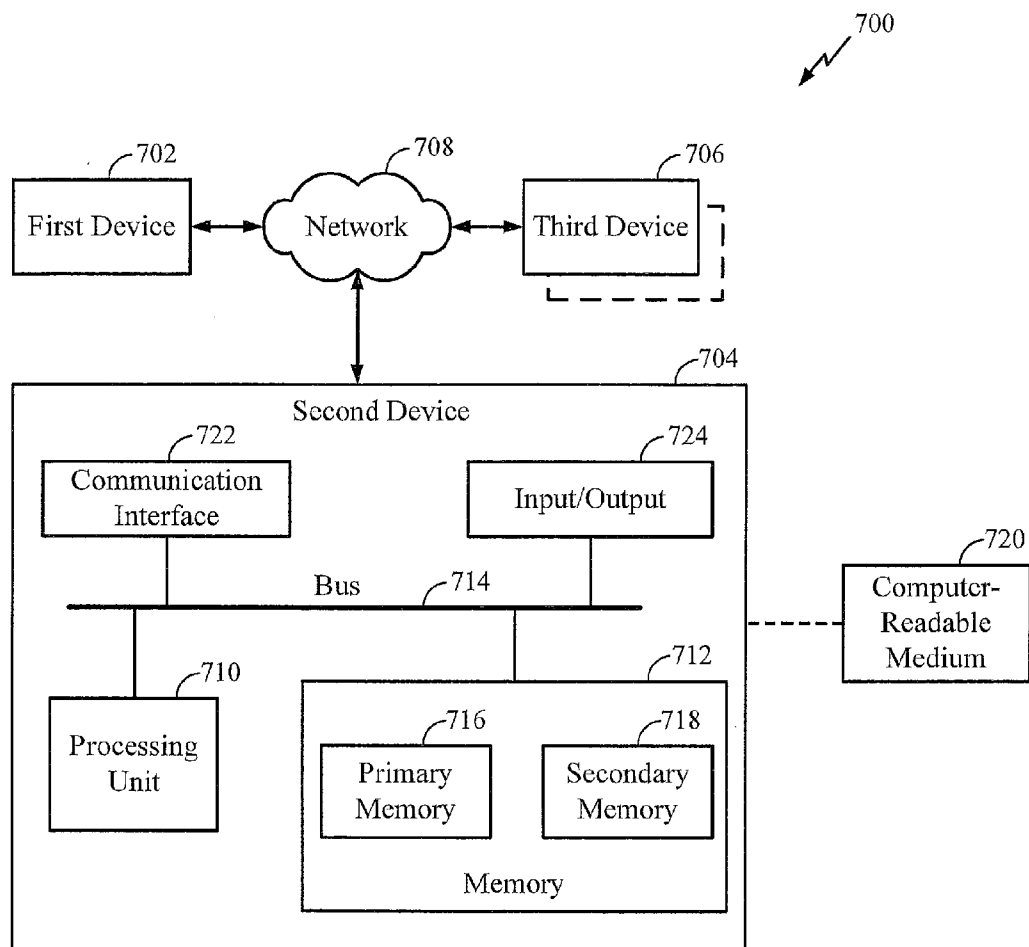 700
702
708
706
First Device
Network
Third Device
704
Second Device
722
724
Communication
Interface
Input/Output
720
Bus
714
Computer-
Readable
Medium
710
712
Processing
Unit
716
718
Primary
Memory
Secondary
Memory
Memory